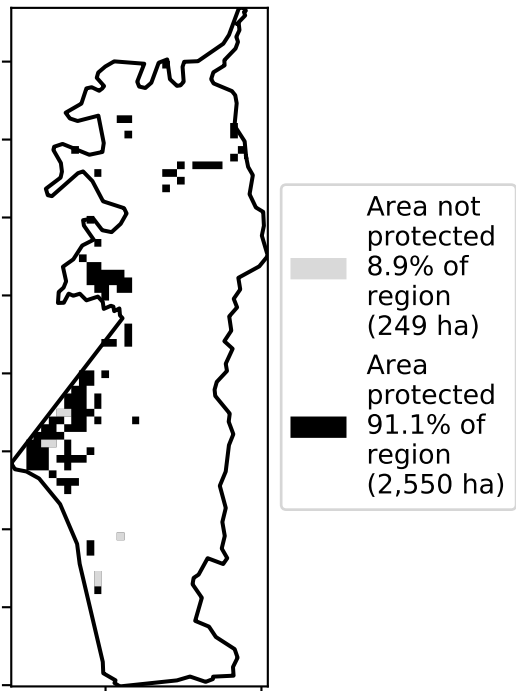 Area not
protected
8.9% of
region
(249 ha)
Area
protected
91.1% of
region
(2,550 ha)